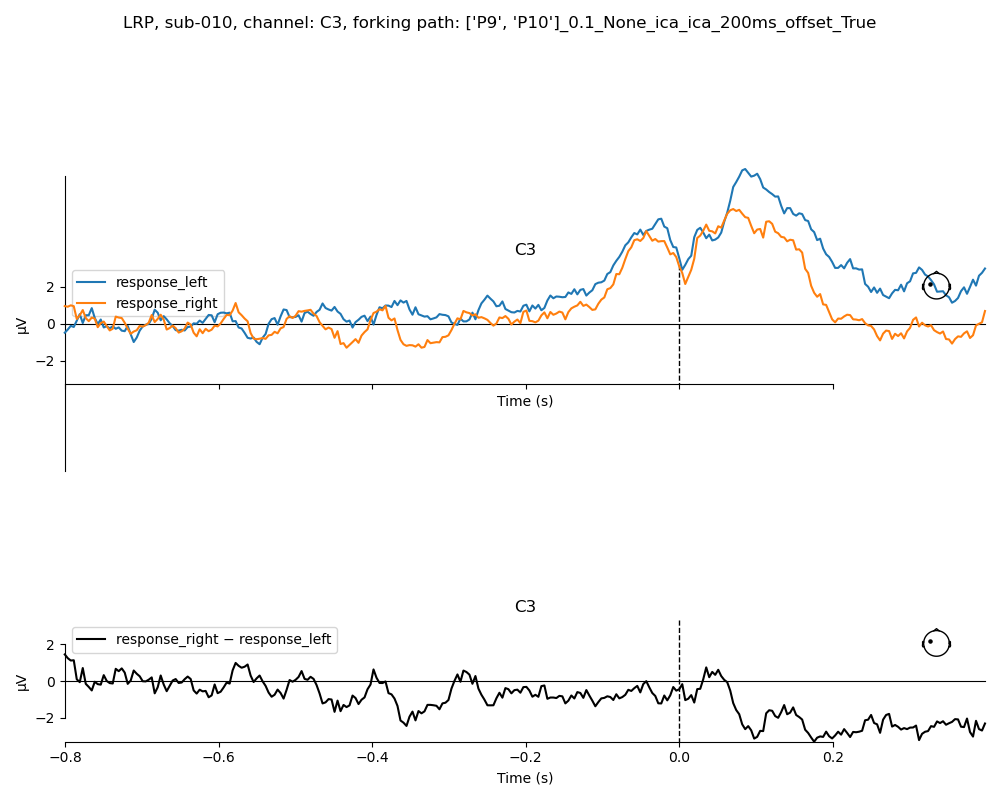 LRP, sub-010, channel: C3, forking path: ['P9', 'P10']_0.1_None_ica_ica_200ms_offset_True
C3
response_left
response_right
2
0
−2
µV
Time (s)
C3
response_right − response_left
2
0
−2
µV
−0.8 −0.6 −0.4 −0.2 0.0 0.2
Time (s)